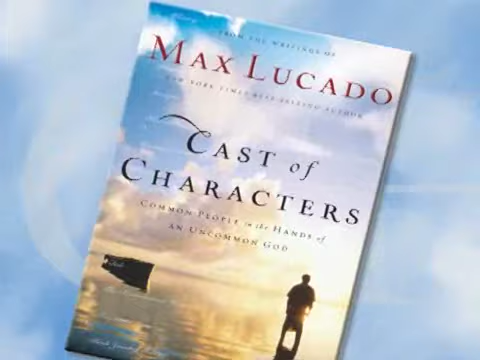 FROM THE WRITINGS OF
MAX LUCADO
NEW YORK TIMES BEST-SELLING AUTHOR
CAST of
CHARACTERS
COMMON PEOPLE in the HANDS of
AN UNCOMMON GOD